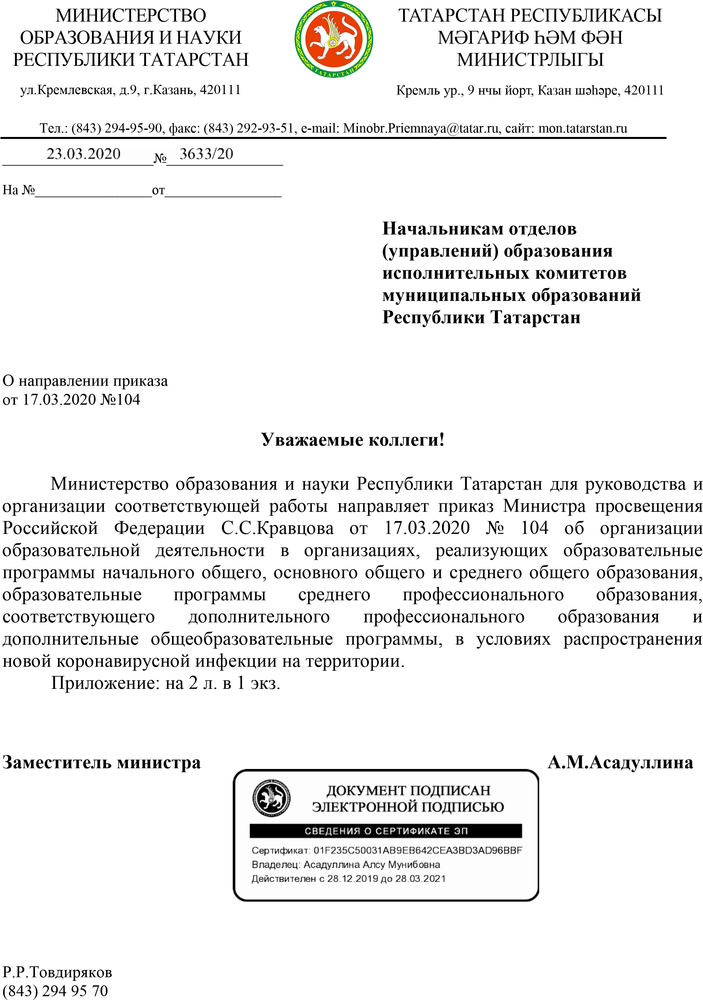 МИНИСТЕРСТВО
ОБРАЗОВАНИЯ И НАУКИ
РЕСПУБЛИКИ ТАТАРСТАН
ул.Кремлевская, д.9, г.Казань, 420111
ТАТАРСТАН
ТАТАРСТАН РЕСПУБЛИКАСЫ
МӘГАРИФ ҺӘМ ФӘН
МИНИСТРЛЫГЫ
Кремль ур., 9 нчы йорт, Казан шәһәре, 420111
Тел.: (843) 294-95-90, факс: (843) 292-93-51, e-mail: Minobr.Priemnaya@tatar.ru, сайт: mon.tatarstan.ru
23.03.2020 № 3633/20
На №_________________от_________________
Начальникам отделов
(управлений) образования
исполнительных комитетов
муниципальных образований
Республики Татарстан
О направлении приказа
от 17.03.2020 №104
Уважаемые коллеги!
Министерство образования и науки Республики Татарстан для руководства и
организации соответствующей работы направляет приказ Министра просвещения
Российской Федерации С.С.Кравцова от 17.03.2020 № 104 об организации
образовательной деятельности в организациях, реализующих образовательные
программы начального общего, основного общего и среднего общего образования,
образовательные программы среднего профессионального образования,
соответствующего дополнительного профессионального образования и
дополнительные общеобразовательные программы, в условиях распространения
новой коронавирусной инфекции на территории.
Приложение: на 2 л. в 1 экз.
Заместитель министра А.М.Асадуллина
ТАТАРСТАН
ДОКУМЕНТ ПОДПИСАН
ЭЛЕКТРОННОЙ ПОДПИСЬЮ
СВЕДЕНИЯ О СЕРТИФИКАТЕ ЭП
Сертификат: 01F235C50031AB9EB642CEA3BD3AD96BBF
Владелец: Асадуллина Алсу Мунибовна
Действителен с 28.12.2019 до 28.03.2021
Р.Р.Товдиряков
(843) 294 95 70